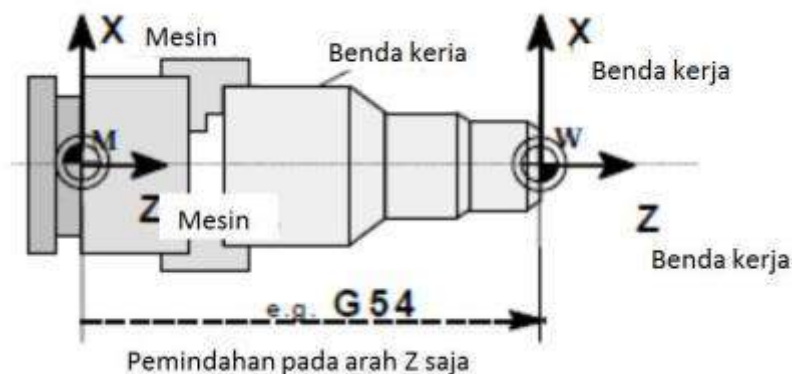 X Mesin
Benda keria
X
Benda kerja
M
W
Z Mesin
Z
Benda kerja
e.g. G54
Pemindahan pada arah Z saja